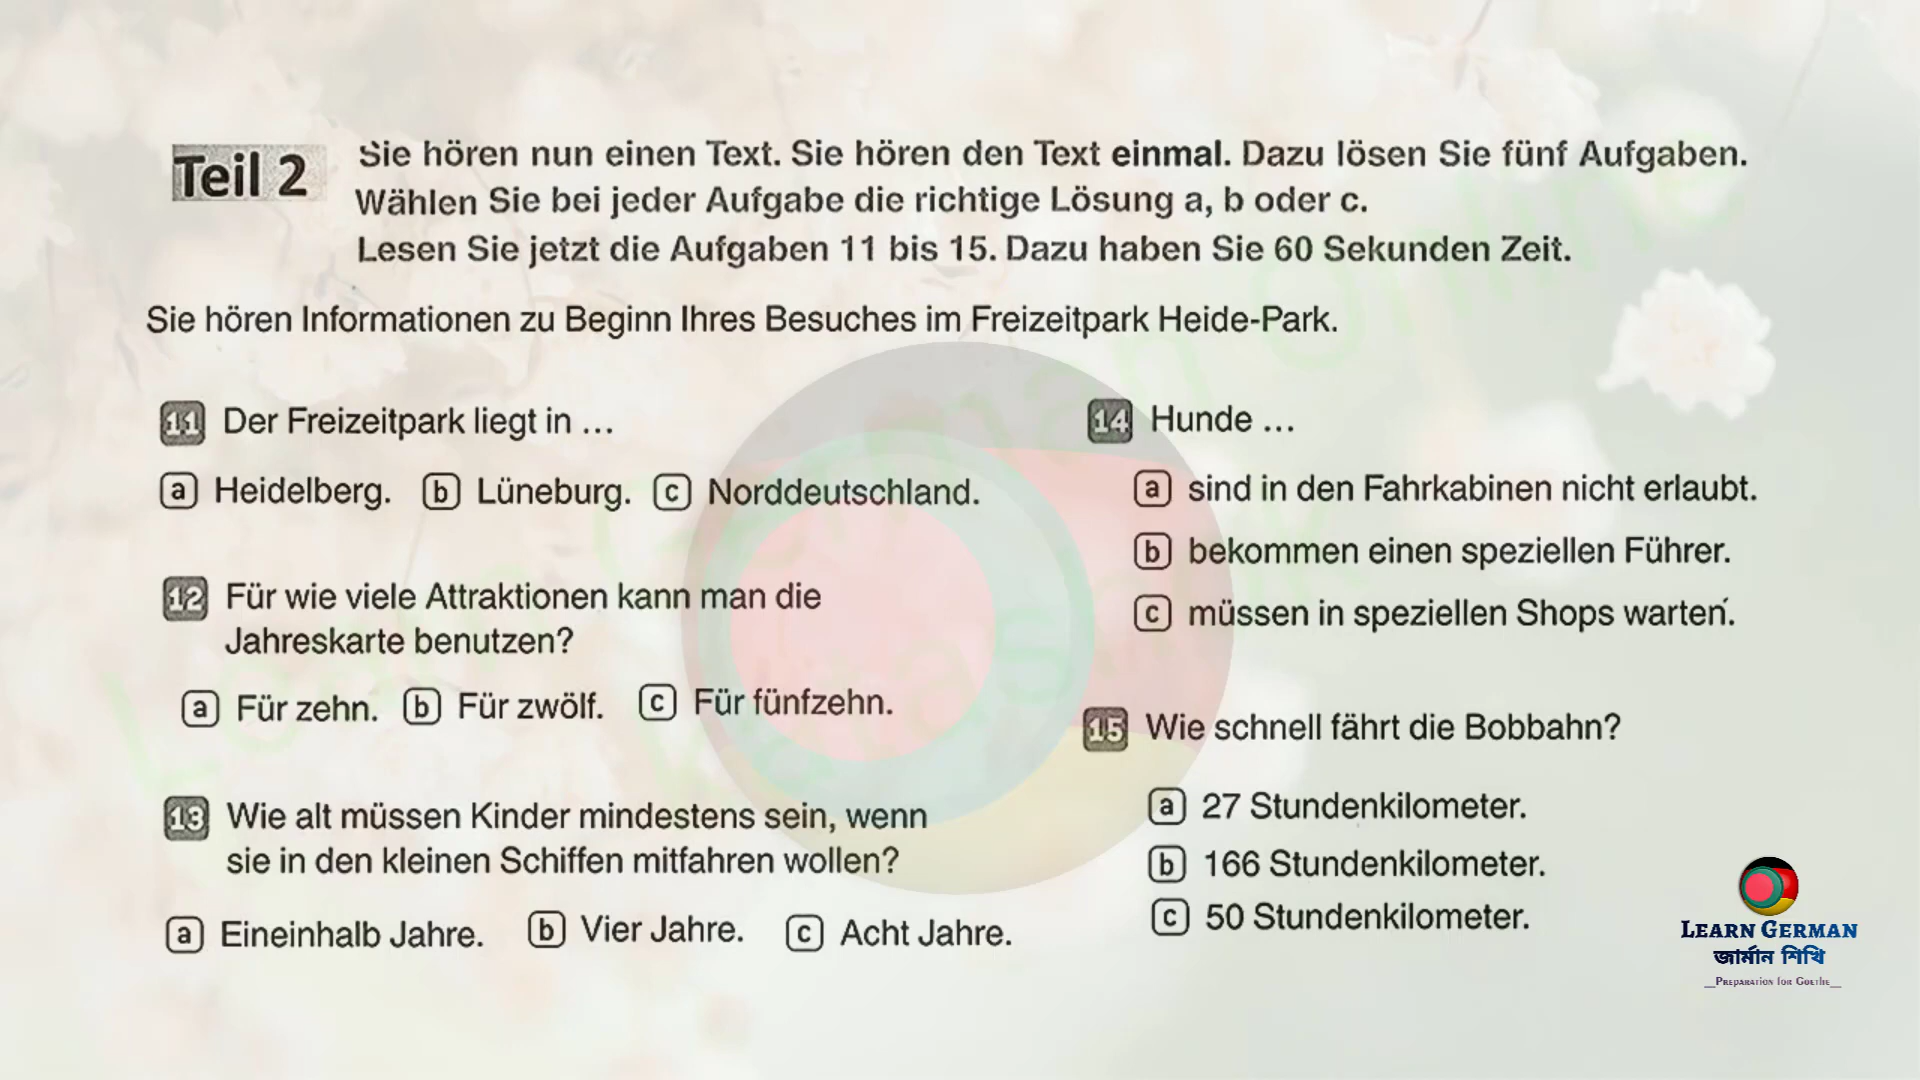 Teil 2
Sie hören nun einen Text. Sie hören den Text einmal. Dazu lösen Sie fünf Aufgaben.
Wählen Sie bei jeder Aufgabe die richtige Lösung a, b oder c.
Lesen Sie jetzt die Aufgaben 11 bis 15. Dazu haben Sie 60 Sekunden Zeit.
Sie hören Informationen zu Beginn Ihres Besuches im Freizeitpark Heide-Park.
11 Der Freizeitpark liegt in ...
a Heidelberg. b Lüneburg. c Norddeutschland.
12 Für wie viele Attraktionen kann man die
Jahreskarte benutzen?
a Für zehn. b Für zwölf. c Für fünfzehn.
13 Wie alt müssen Kinder mindestens sein, wenn
sie in den kleinen Schiffen mitfahren wollen?
a Eineinhalb Jahre. b Vier Jahre. c Acht Jahre.
14 Hunde ...
a sind in den Fahrkabinen nicht erlaubt.
b bekommen einen speziellen Führer.
c müssen in speziellen Shops warten.
15 Wie schnell fährt die Bobbahn?
a 27 Stundenkilometer.
b 166 Stundenkilometer.
c 50 Stundenkilometer.
LEARN GERMAN
জার্মান শিখি
__PREPARATION for GOETHE__